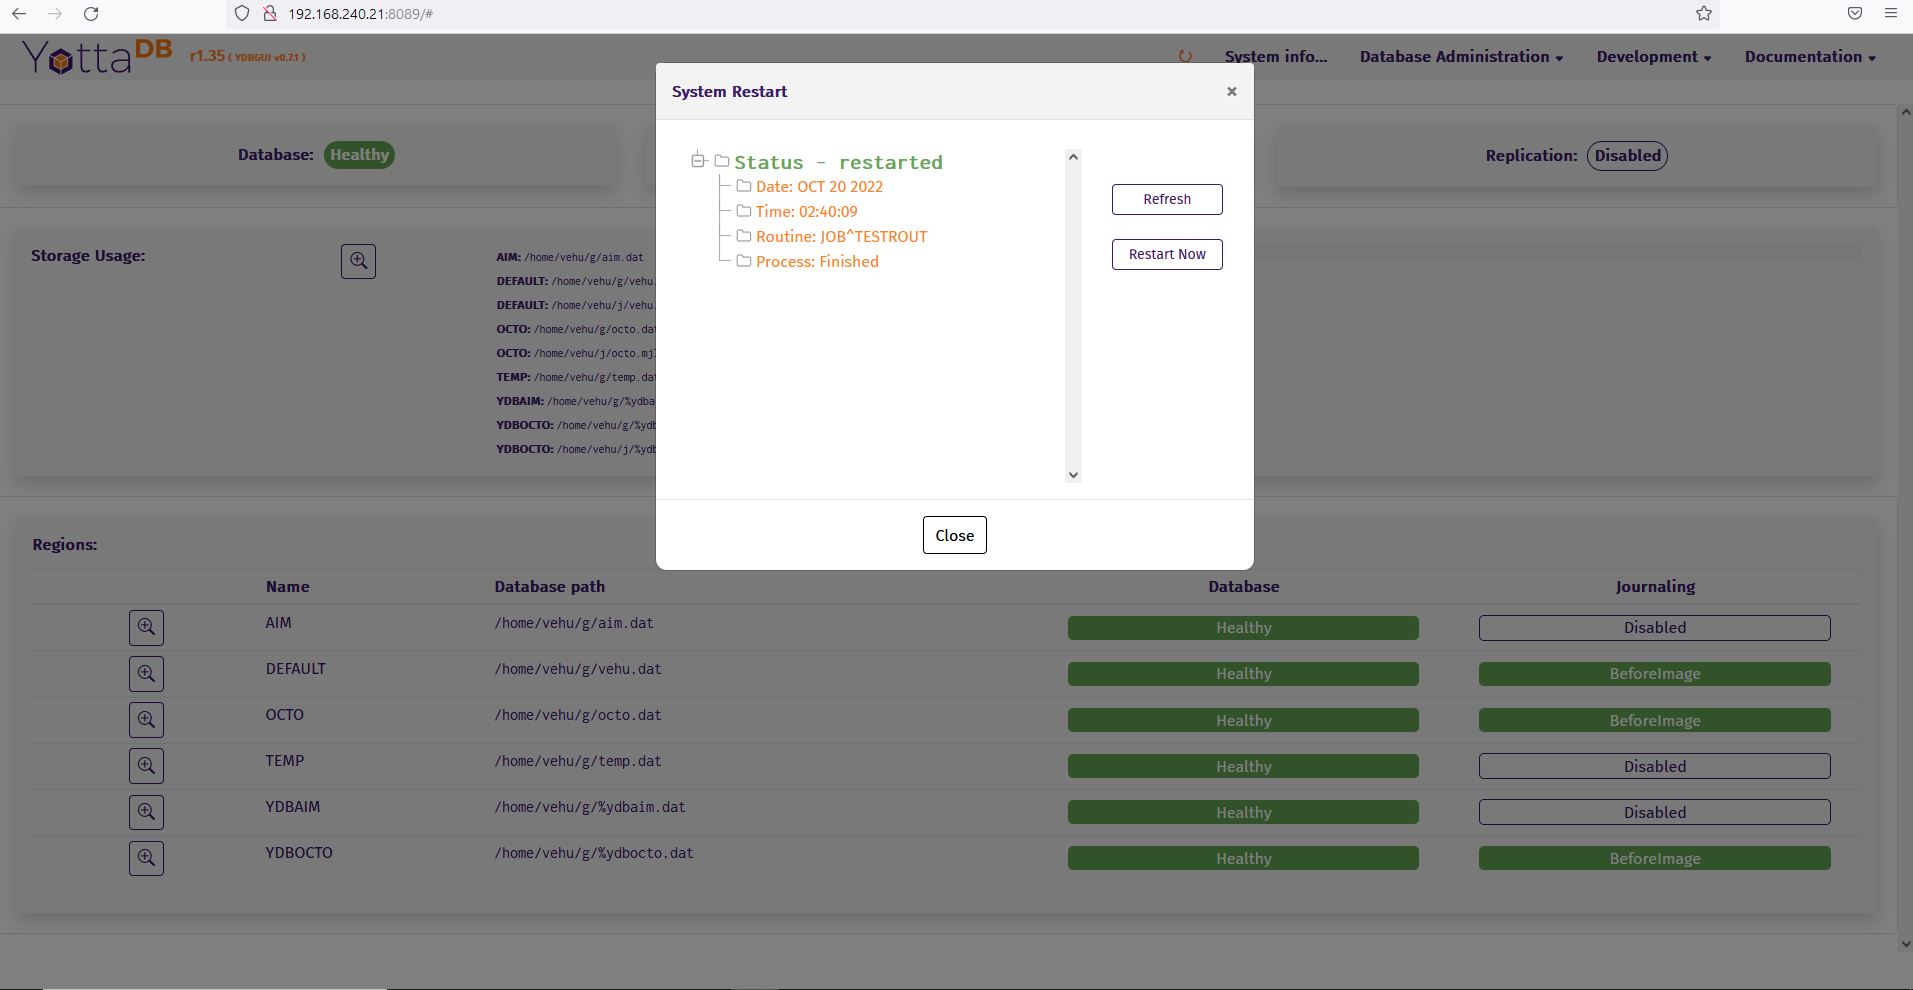 192.168.240.21:8089/#
YottaDB r1.35 ( YDBGUI v0.7.1 ) System info... Database Administration Development Documentation
System Restart ×
Database: Healthy Replication: Disabled
Status - restarted
Date: OCT 20 2022
Time: 02:40:09
Routine: JOB^TESTROUT
Process: Finished
Refresh
Restart Now
Close
Storage Usage:
AIM: /home/vehu/g/aim.dat
DEFAULT: /home/vehu/g/vehu.
DEFAULT: /home/vehu/j/vehu.
OCTO: /home/vehu/g/octo.da
OCTO: /home/vehu/j/octo.mj
TEMP: /home/vehu/g/temp.da
YDBAIM: /home/vehu/g/%ydba
YDBOCTO: /home/vehu/g/%yd
YDBOCTO: /home/vehu/j/%yd
Regions:
Name Database path Database Journaling
AIM /home/vehu/g/aim.dat Healthy Disabled
DEFAULT /home/vehu/g/vehu.dat Healthy BeforeImage
OCTO /home/vehu/g/octo.dat Healthy BeforeImage
TEMP /home/vehu/g/temp.dat Healthy Disabled
YDBAIM /home/vehu/g/%ydbaim.dat Healthy Disabled
YDBOCTO /home/vehu/g/%ydbocto.dat Healthy BeforeImage